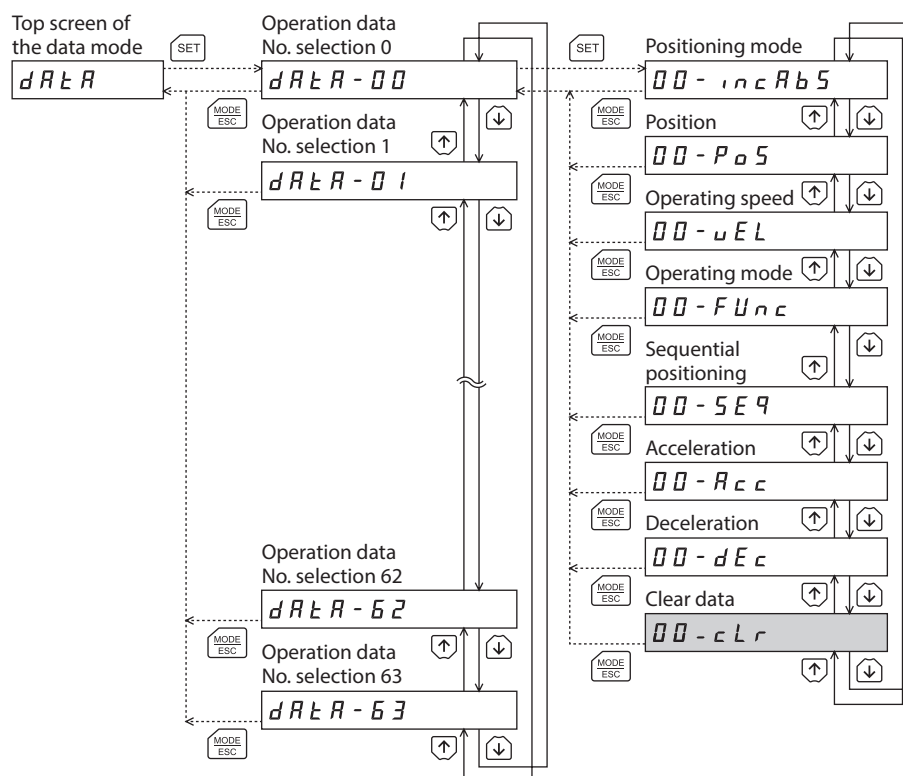 Top screen of
the data mode
SET
dAtA
Operation data
No. selection 0
dAtA-00
MODE
ESC
Operation data
No. selection 1
dAtA-01
MODE
ESC
Operation data
No. selection 62
dAtA-62
MODE
ESC
Operation data
No. selection 63
dAtA-63
MODE
ESC
SET
Positioning mode
00-incAbS
MODE
ESC
Position
00-PoS
MODE
ESC
Operating speed
00-vEL
MODE
ESC
Operating mode
00-FUnc
MODE
ESC
Sequential
positioning
00-SEq
MODE
ESC
Acceleration
00-Acc
MODE
ESC
Deceleration
00-dEc
MODE
ESC
Clear data
00-cLr
MODE
ESC